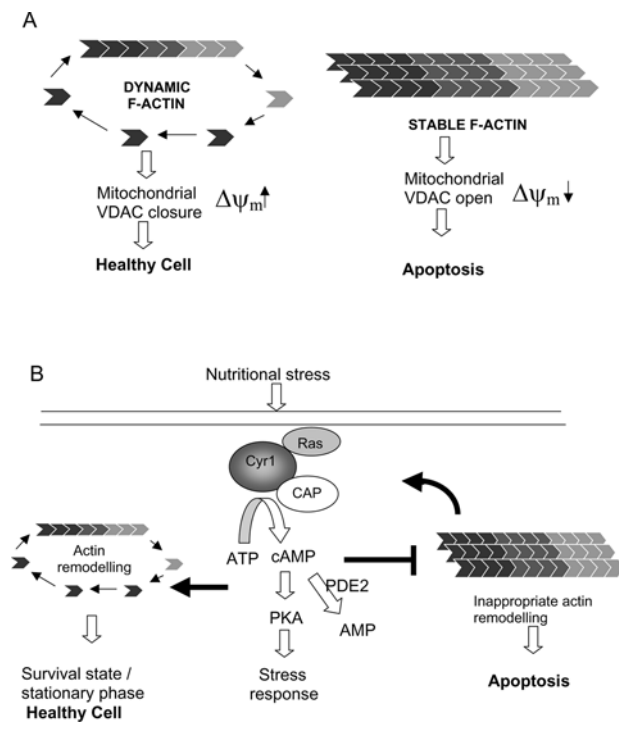 A
DYNAMIC
F-ACTIN
Mitochondrial
VDAC closure
Δψm
Healthy Cell
STABLE F-ACTIN
Mitochondrial
VDAC open
Δψm
Apoptosis
B
Nutritional stress
Ras
Cyr1
CAP
ATP cAMP
PDE2
PKA
AMP
Stress
response
Actin
remodelling
Survival state /
stationary phase
Healthy Cell
Inappropriate actin
remodelling
Apoptosis